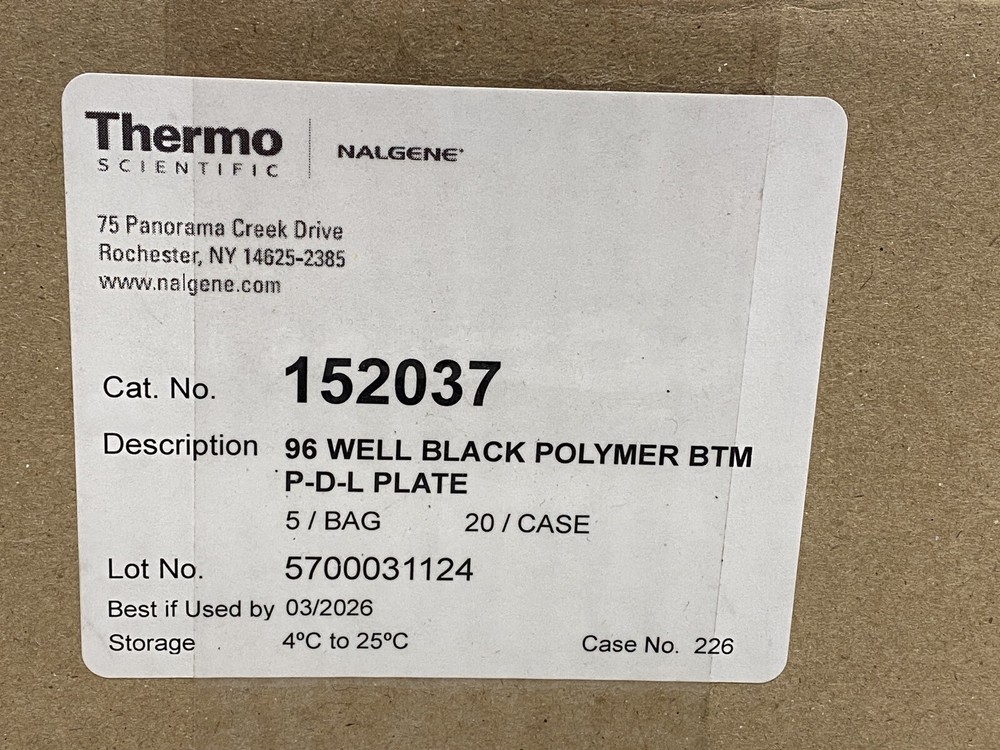 Thermo
SCIENTIFIC
NALGENE®
75 Panorama Creek Drive
Rochester, NY 14625-2385
www.nalgene.com
Cat. No. 152037
Description 96 WELL BLACK POLYMER BTM
P-D-L PLATE
5 / BAG 20 / CASE
Lot No. 5700031124
Best if Used by 03/2026
Storage 4ºC to 25ºC Case No. 226